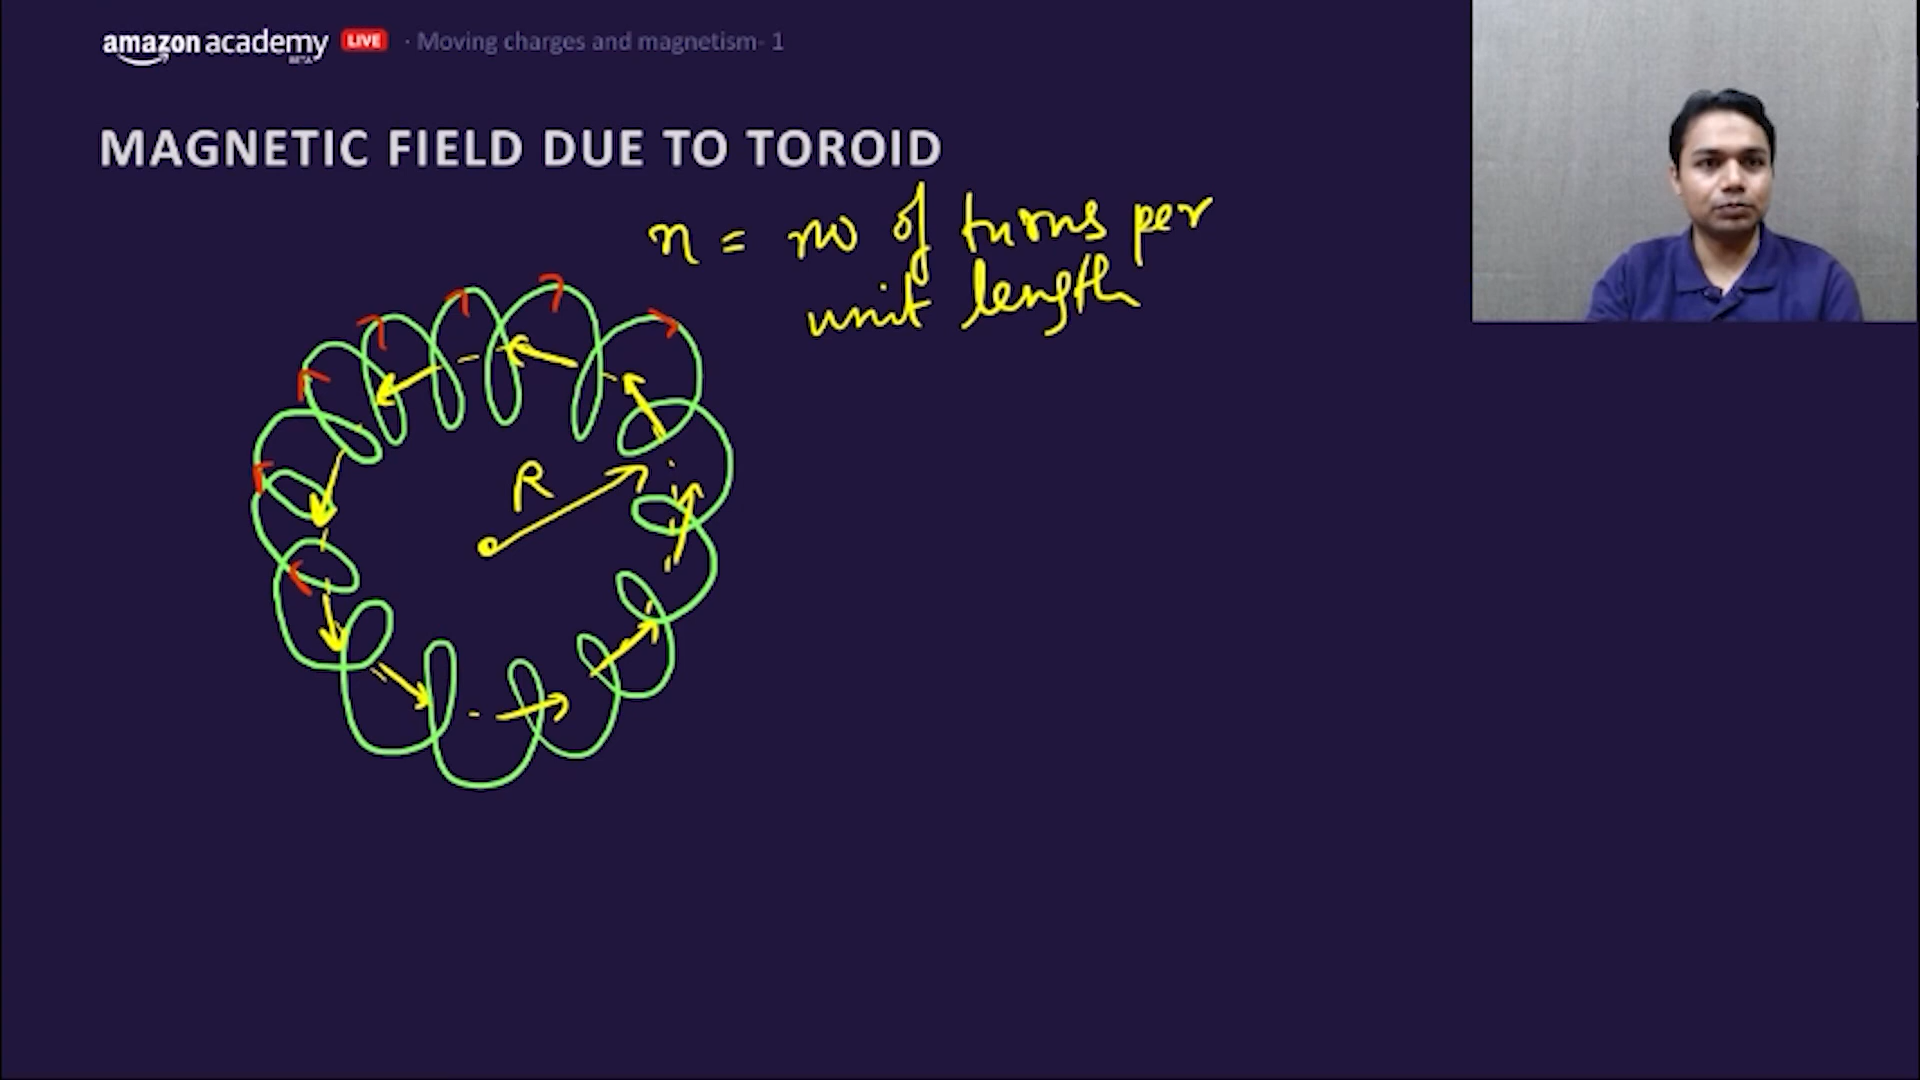 amazon academy LIVE · Moving charges and magnetism- 1
BETA
MAGNETIC FIELD DUE TO TOROID
n = no of turns per
unit length
R